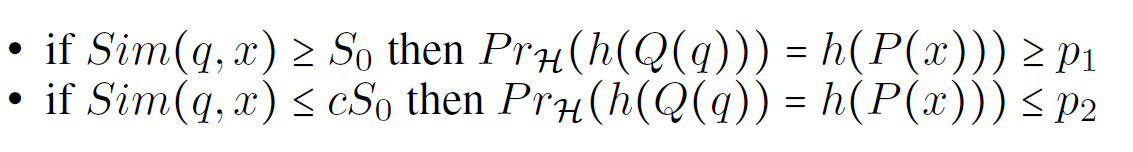 • if Sim(q, x) ≥ S₀ then Pr_ℋ(h(Q(q))) = h(P(x))) ≥ p₁
• if Sim(q, x) ≤ cS₀ then Pr_ℋ(h(Q(q)) = h(P(x))) ≤ p₂